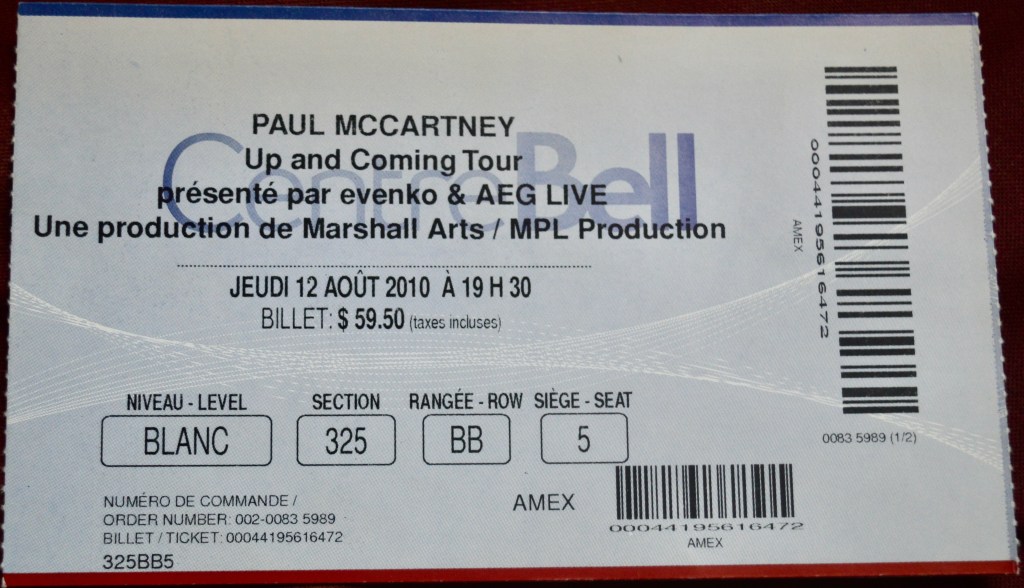 CentreBell
PAUL MCCARTNEY
Up and Coming Tour
présenté par evenko & AEG LIVE
Une production de Marshall Arts / MPL Production
JEUDI 12 AOÛT 2010 À 19 H 30
BILLET: $ 59.50 (taxes incluses)
NIVEAU - LEVEL SECTION RANGÉE - ROW SIÈGE - SEAT
BLANC 325 BB 5
NUMÉRO DE COMMANDE /
ORDER NUMBER: 002-0083 5989
BILLET / TICKET: 00044195616472
325BB5
AMEX
00044195616472
AMEX
00044195616472
AMEX
0083 5989 (1/2)